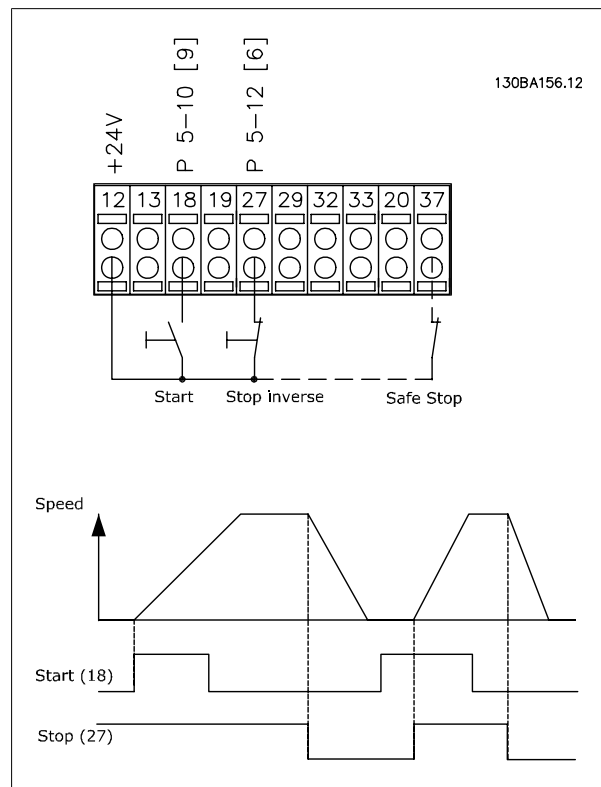 130BA156.12
+24V
P 5-10 [9]
P 5-12 [6]
12 13 18 19 27 29 32 33 20 37
Start
Stop inverse
Safe Stop
Speed
Start (18)
Stop (27)